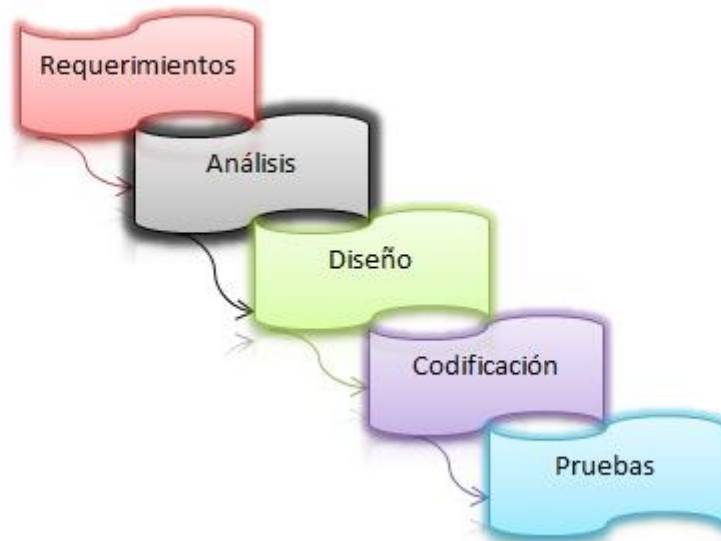 Requerimientos
Análisis
Diseño
Codificación
Pruebas